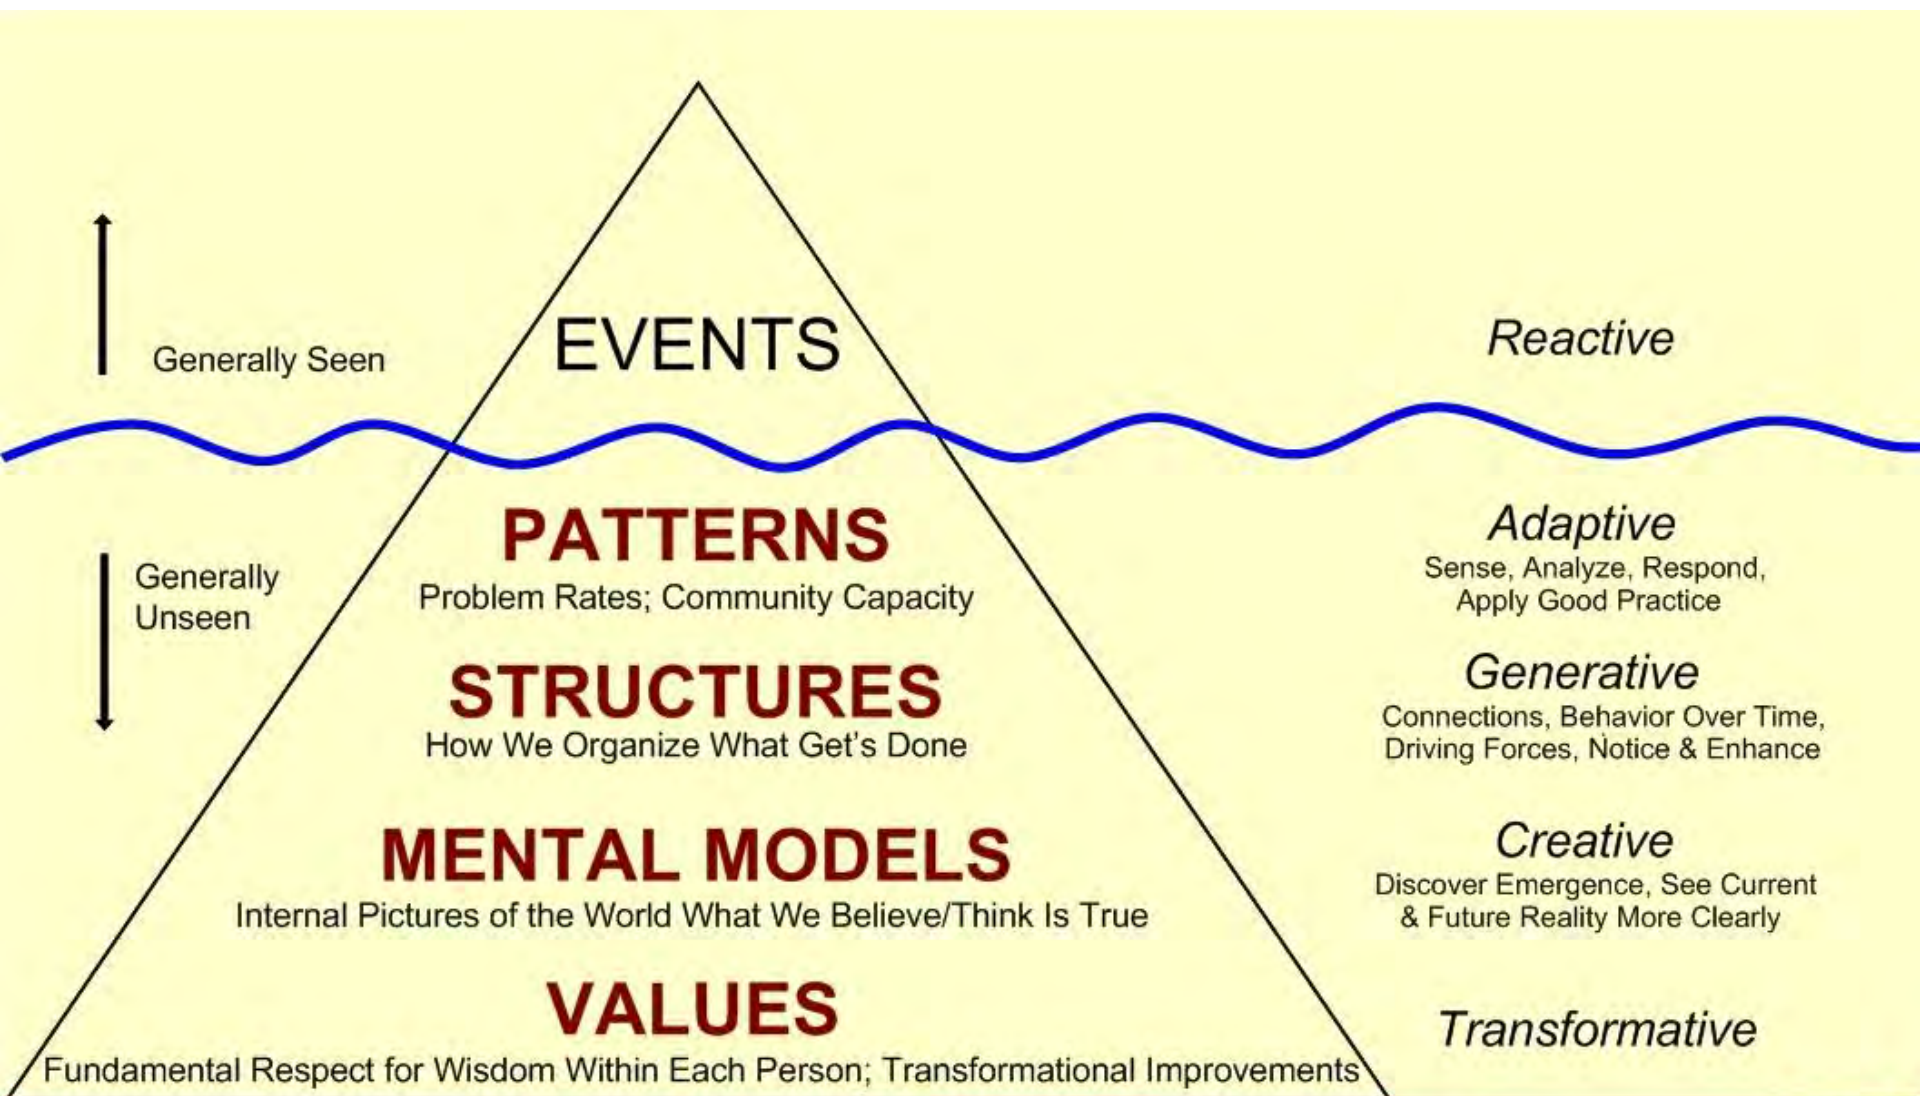 EVENTS
Reactive
Generally Seen
PATTERNS
Problem Rates; Community Capacity
Adaptive
Sense, Analyze, Respond,
Apply Good Practice
Generally
Unseen
STRUCTURES
How We Organize What Get's Done
Generative
Connections, Behavior Over Time,
Driving Forces, Notice & Enhance
MENTAL MODELS
Internal Pictures of the World What We Believe/Think Is True
Creative
Discover Emergence, See Current
& Future Reality More Clearly
VALUES
Fundamental Respect for Wisdom Within Each Person; Transformational Improvements
Transformative